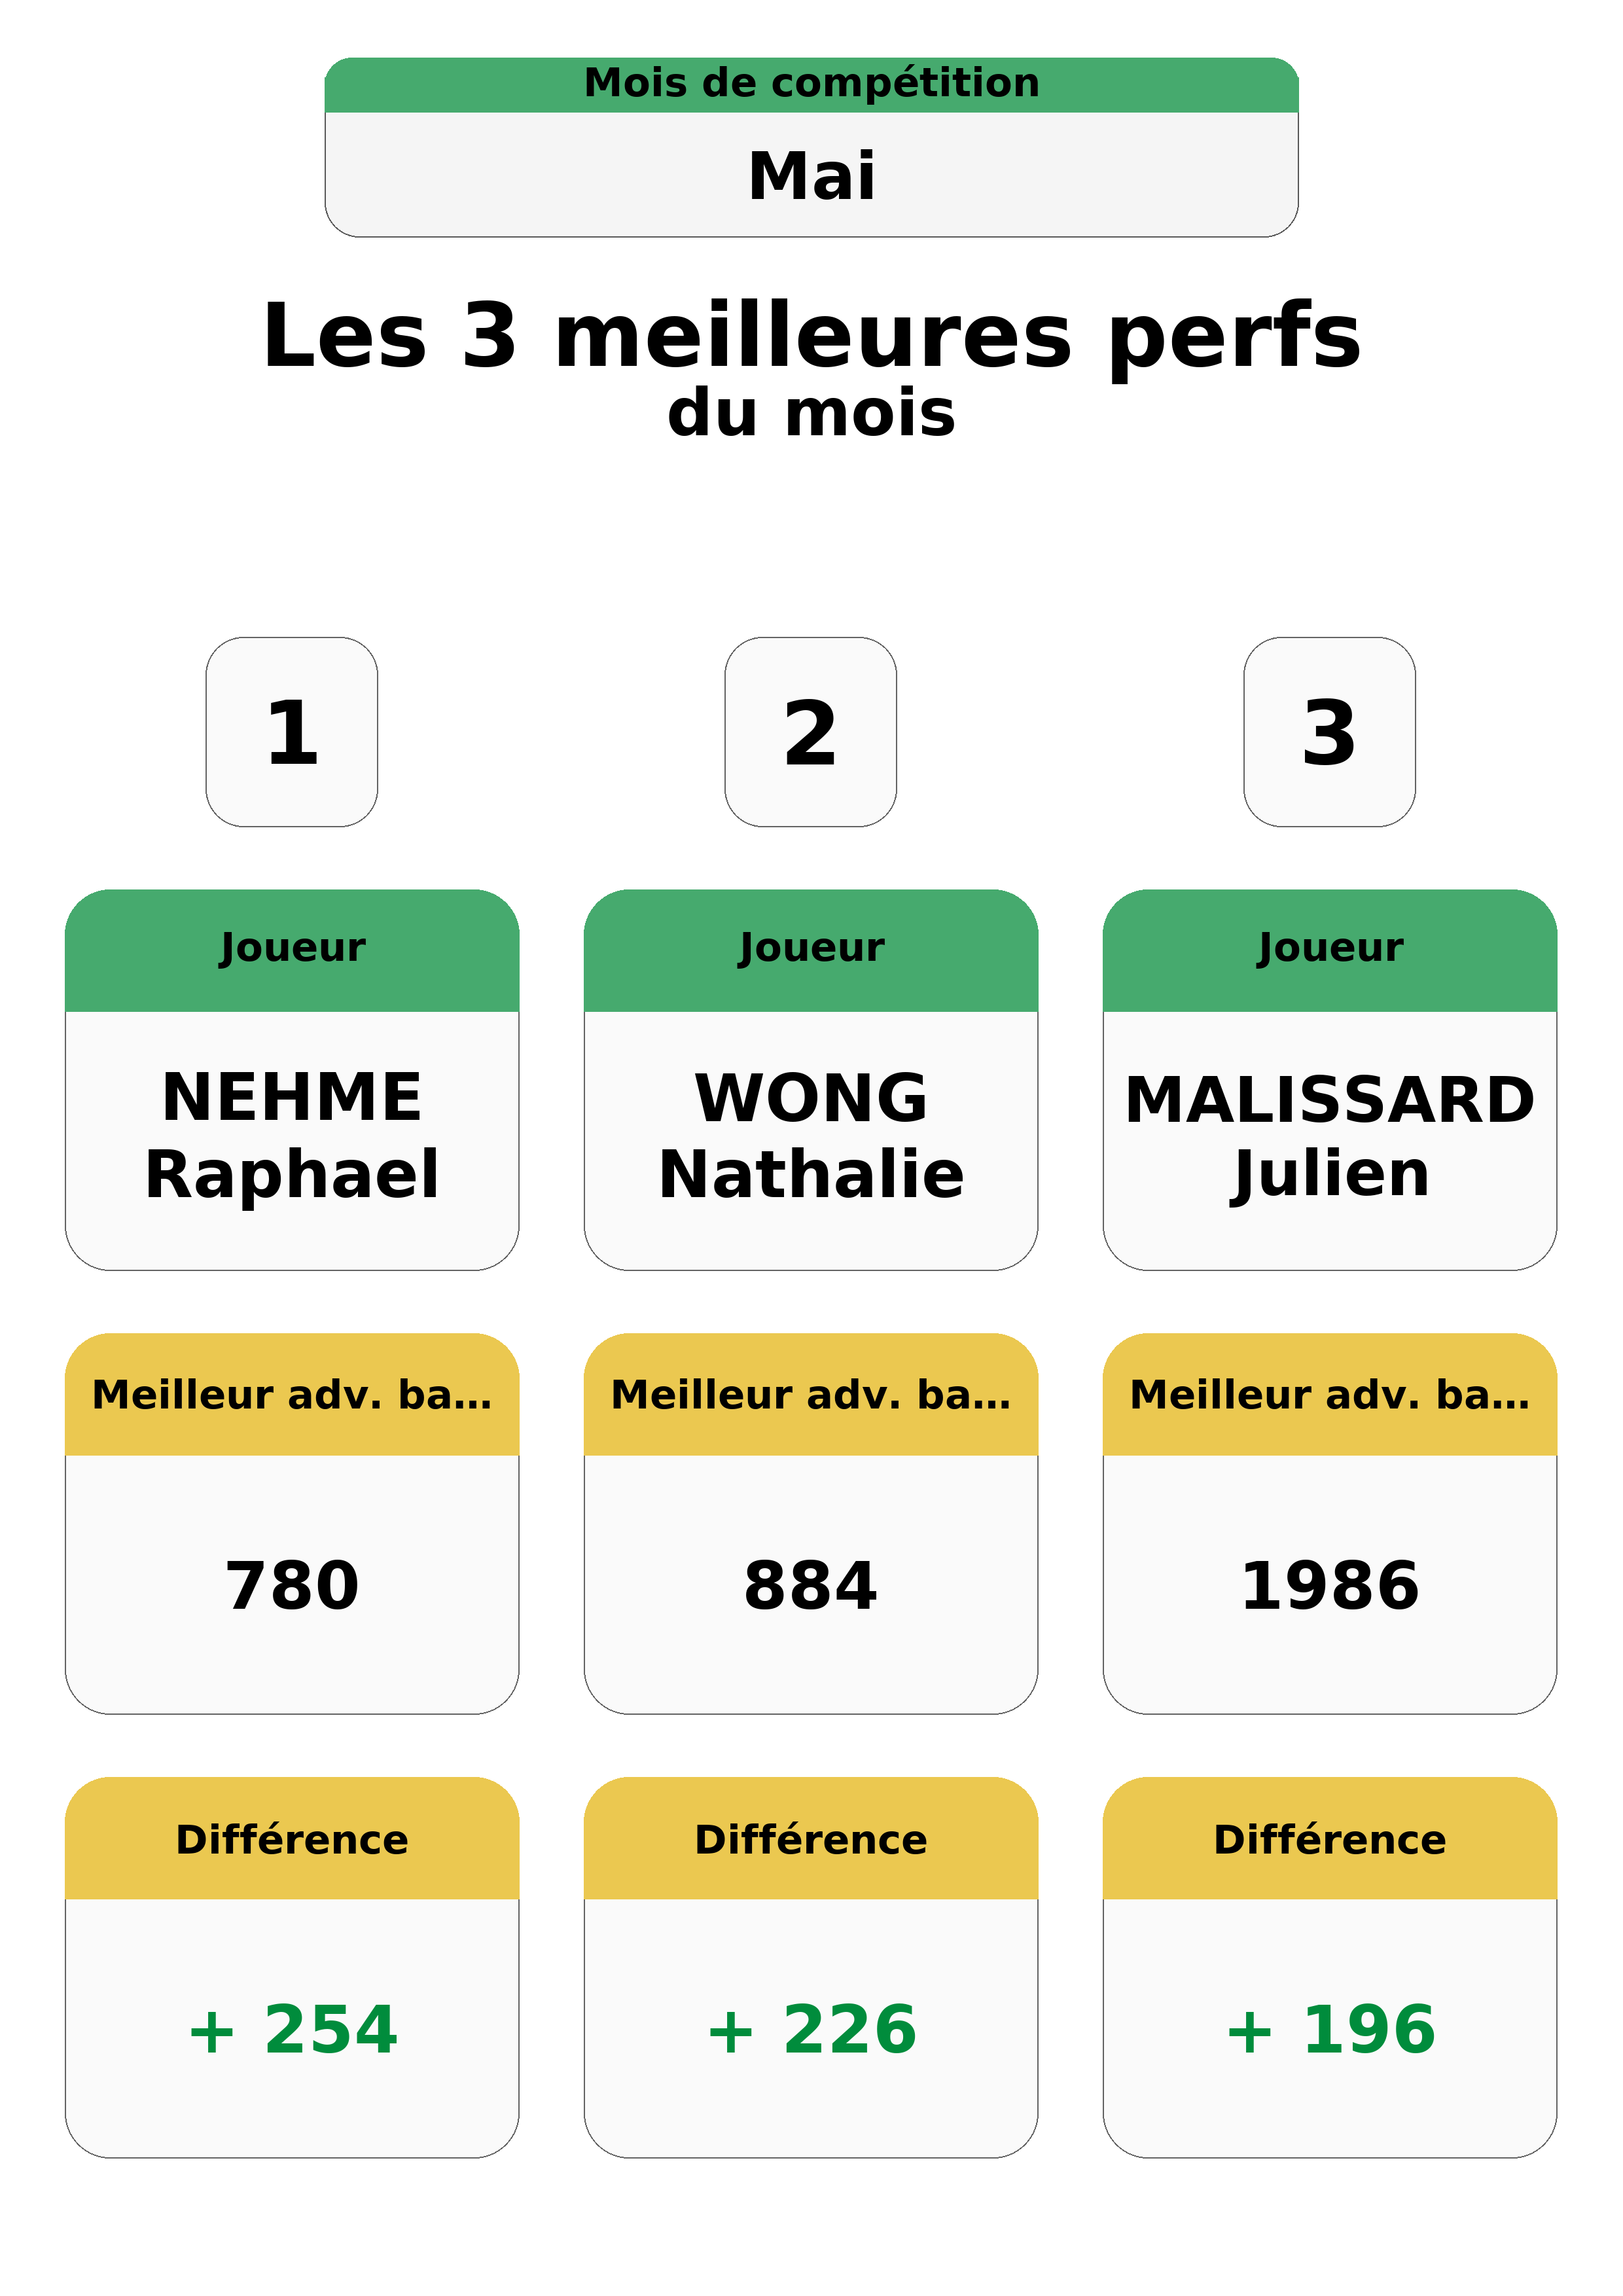 Mois de compétition
Mai
Les 3 meilleures perfs
du mois
1
2
3
Joueur
Joueur
Joueur
NEHME
Raphael
WONG
Nathalie
MALISSARD
Julien
Meilleur adv. ba...
Meilleur adv. ba...
Meilleur adv. ba...
780
884
1986
Différence
Différence
Différence
+ 254
+ 226
+ 196